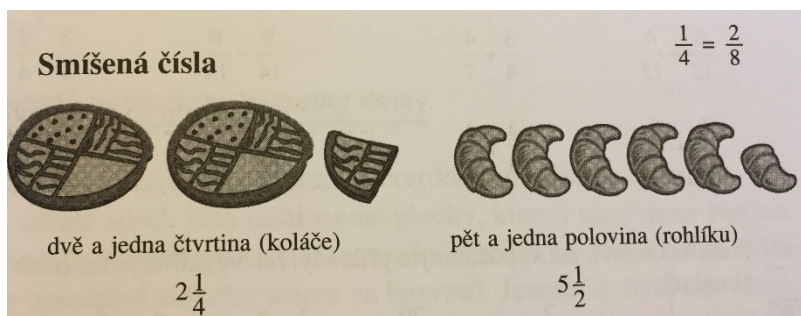 1/4 = 2/8
Smíšená čísla
dvě a jedna čtvrtina (koláče)
pět a jedna polovina (rohlíku)
2 1/4
5 1/2